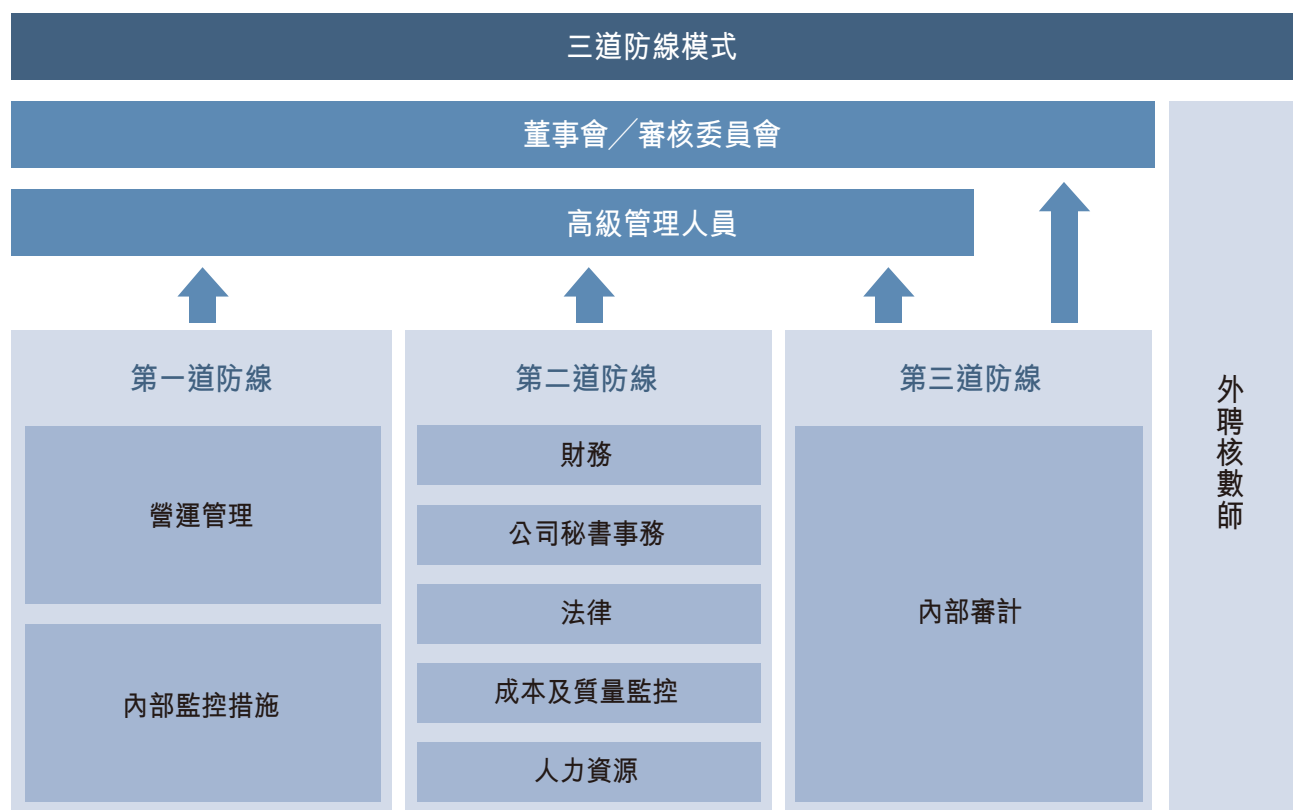 三道防線模式
董事會／審核委員會
高級管理人員
第一道防線
營運管理
內部監控措施
第二道防線
財務
公司秘書事務
法律
成本及質量監控
人力資源
第三道防線
內部審計
外聘核數師